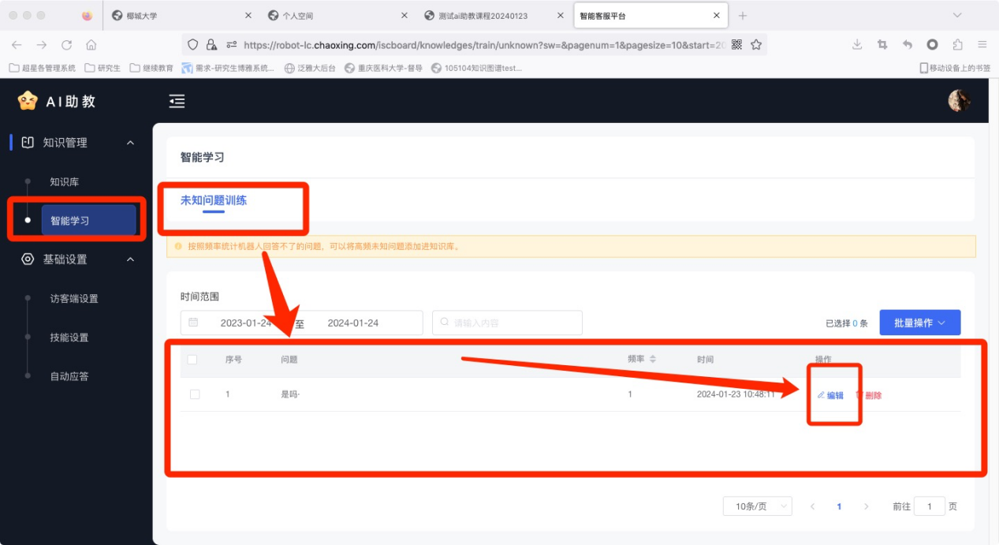 椰城大学
个人空间
测试ai助教课程20240123
智能客服平台
https://robot-lc.chaoxing.com/iscboard/knowledges/train/unknown?sw=&pagenum=1&pagesize=10&start=20
超星各管理系统
研究生
继续教育
需求-研究生博雅系统...
泛雅大后台
重庆医科大学-督导
105104知识图谱test...
移动设备上的书签
AI助教
知识管理
知识库
智能学习
基础设置
访客端设置
技能设置
自动应答
智能学习
未知问题训练
按照频率统计机器人回答不了的问题，可以将高频未知问题添加进知识库。
时间范围
2023-01-24 至 2024-01-24
请输入内容
已选择 0 条
批量操作
序号 问题 频率 时间 操作
1 是吗· 1 2024-01-23 10:48:11 编辑 删除
10条/页 1 前往 1 页